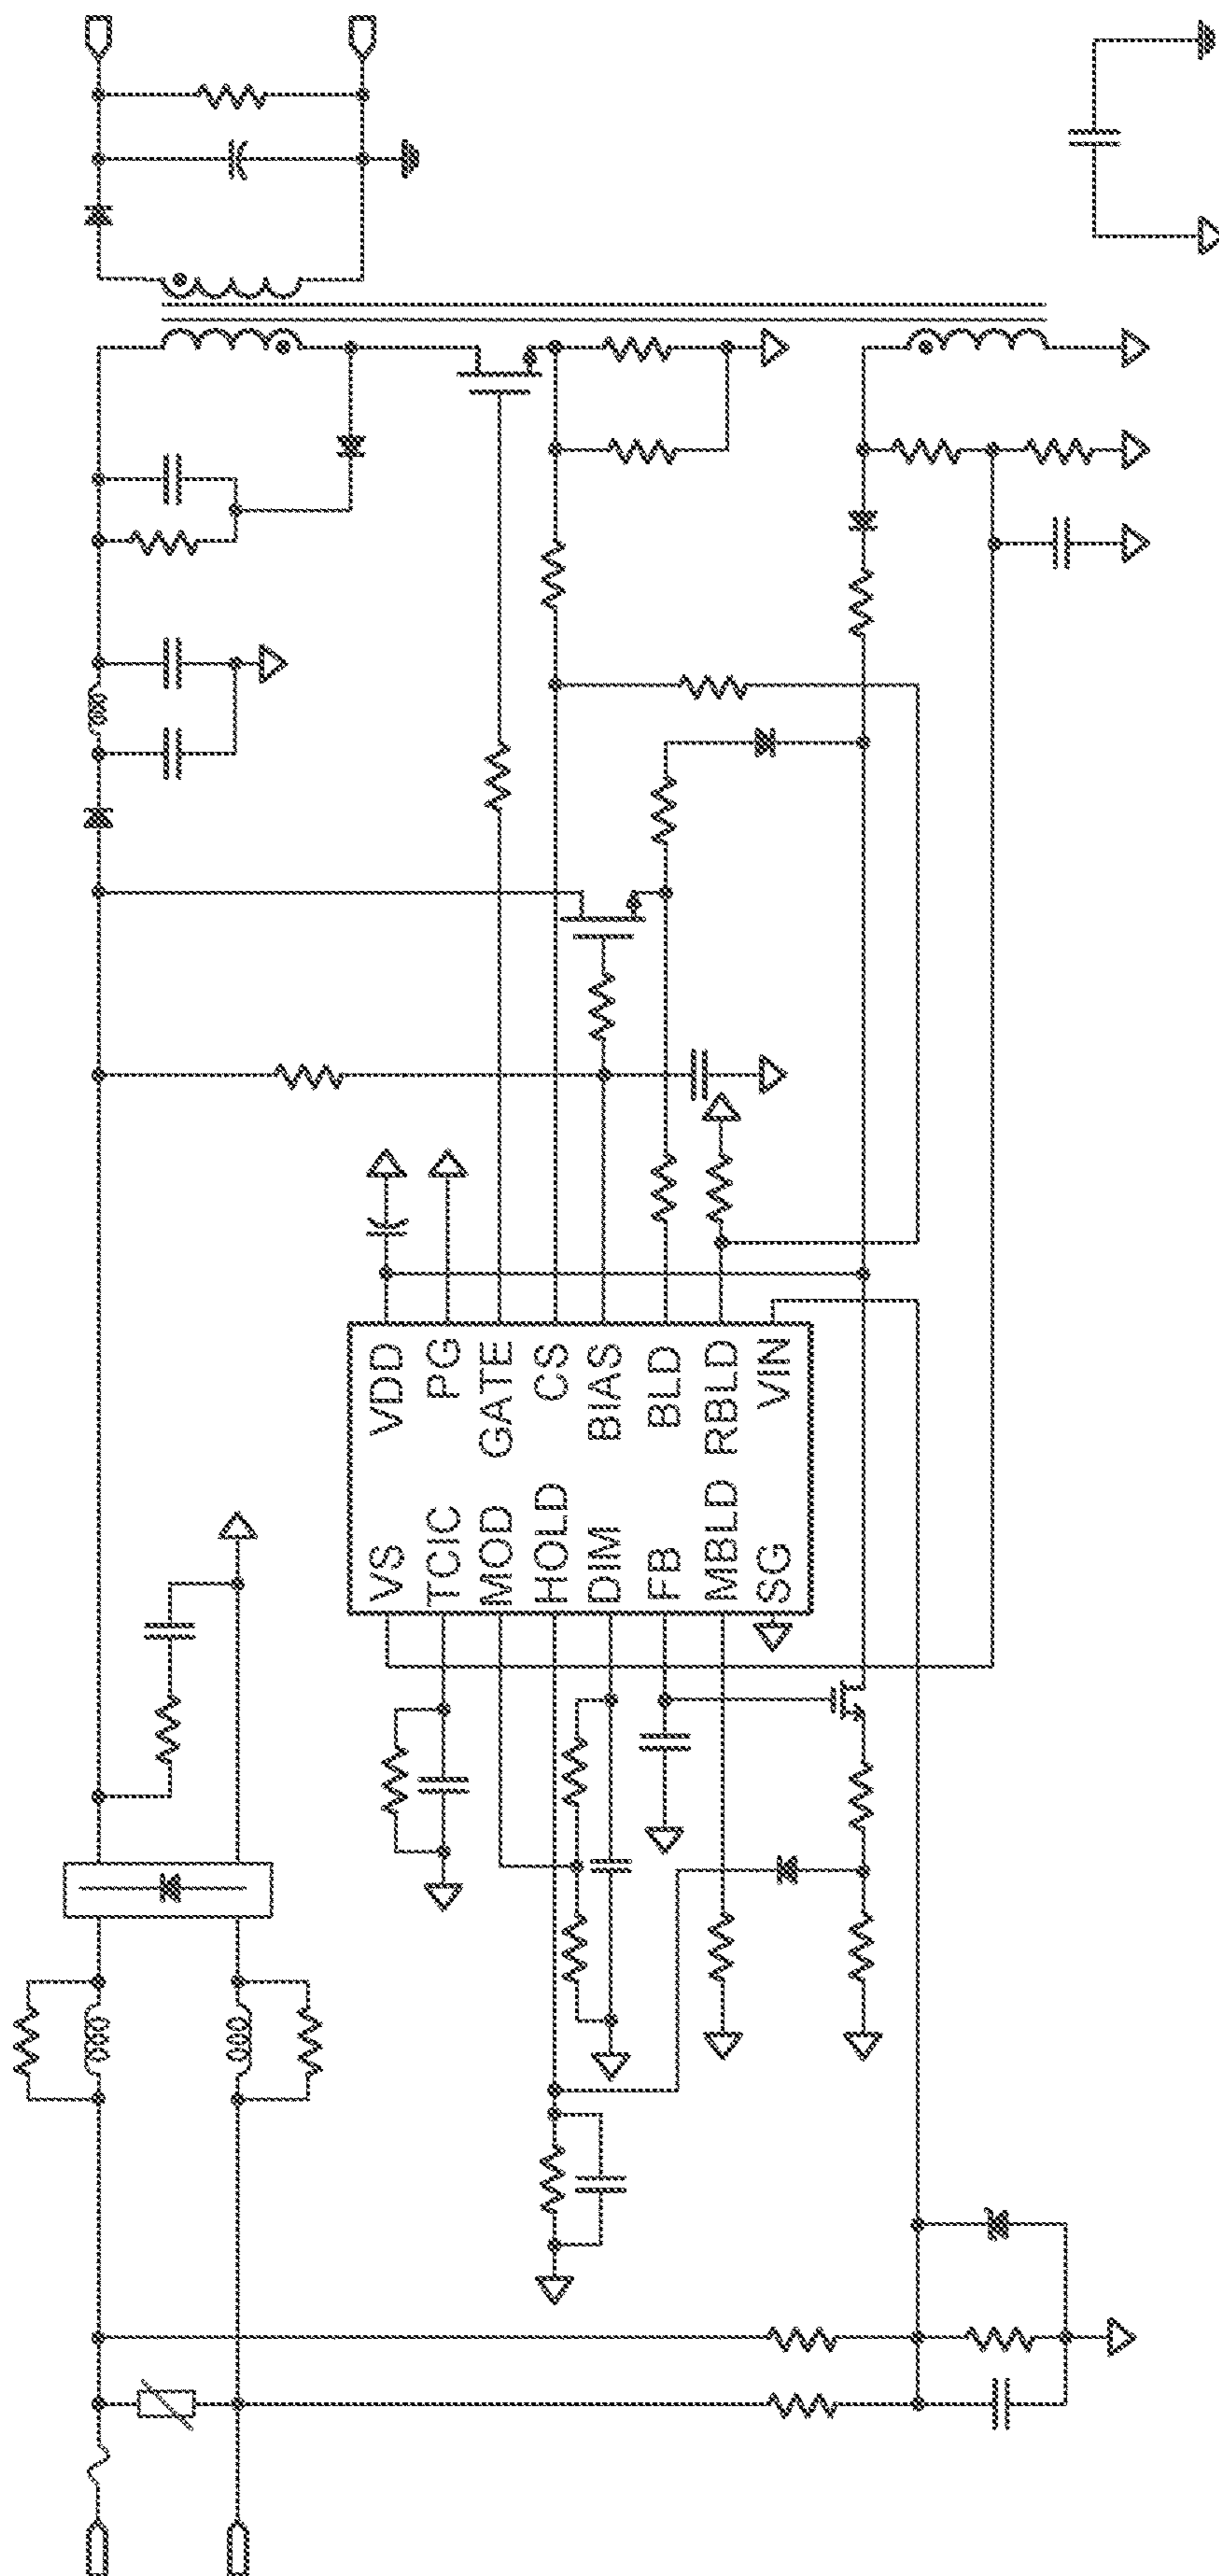 VDD
PG
GATE
CS
BIAS
BLD
RBLD
VIN
VS
TCIC
MOD
HOLD
DIM
FB
MBLD
SG